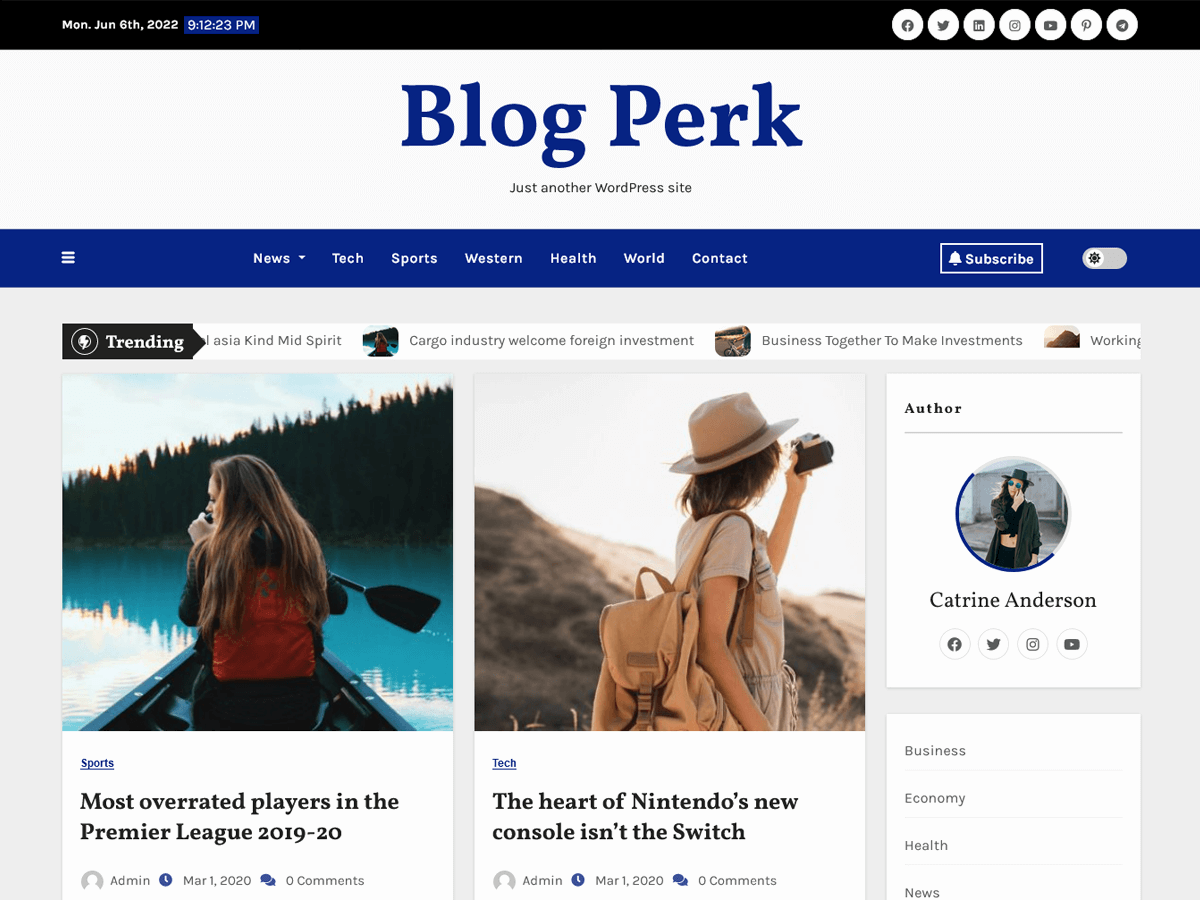 Mon. Jun 6th, 2022 9:12:23 PM
Blog Perk
Just another WordPress site
News Tech Sports Western Health World Contact
Subscribe
Trending
asia Kind Mid Spirit Cargo industry welcome foreign investment Business Together To Make Investments Working
Author
Catrine Anderson
Sports
Most overrated players in the
Premier League 2019-20
Admin Mar 1, 2020 0 Comments
Tech
The heart of Nintendo’s new
console isn’t the Switch
Admin Mar 1, 2020 0 Comments
Business
Economy
Health
News